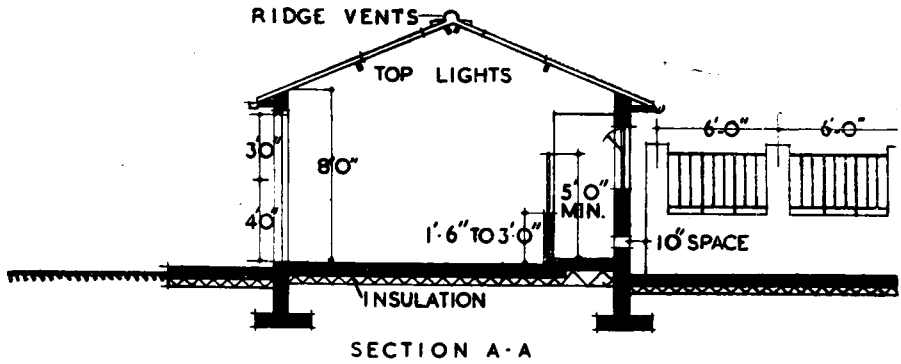 RIDGE VENTS
TOP LIGHTS
6'-0" 6'-0"
3'0"
8'0"
5'0"
MIN.
4'0"
1'-6" TO 3'-0"
10" SPACE
INSULATION
SECTION A-A